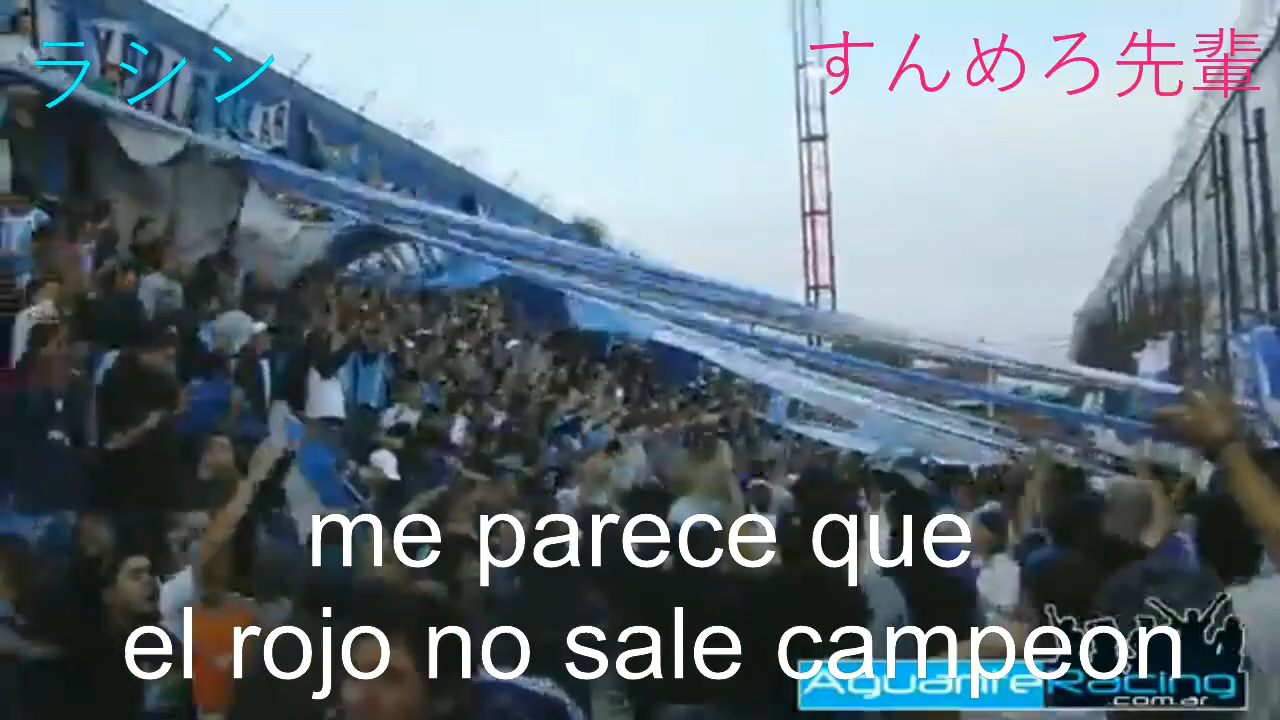 ラシン
すんめろ先輩
me parece que
el rojo no sale campeon
AguanteRacing
.com.ar